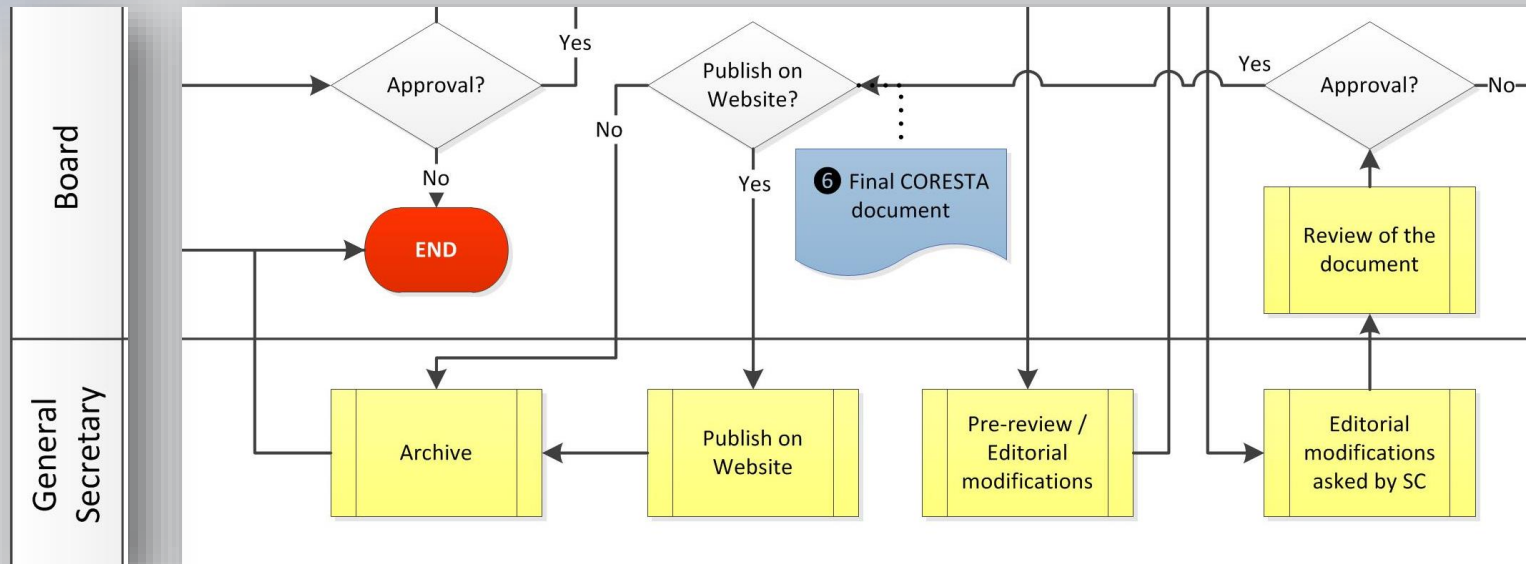 Board
Approval?
Yes
No
END
Publish on
Website?
No
Yes
❻ Final CORESTA
document
Yes
Approval?
No
Review of the
document
General
Secretary
Archive
Publish on
Website
Pre-review /
Editorial
modifications
Editorial
modifications
asked by SC